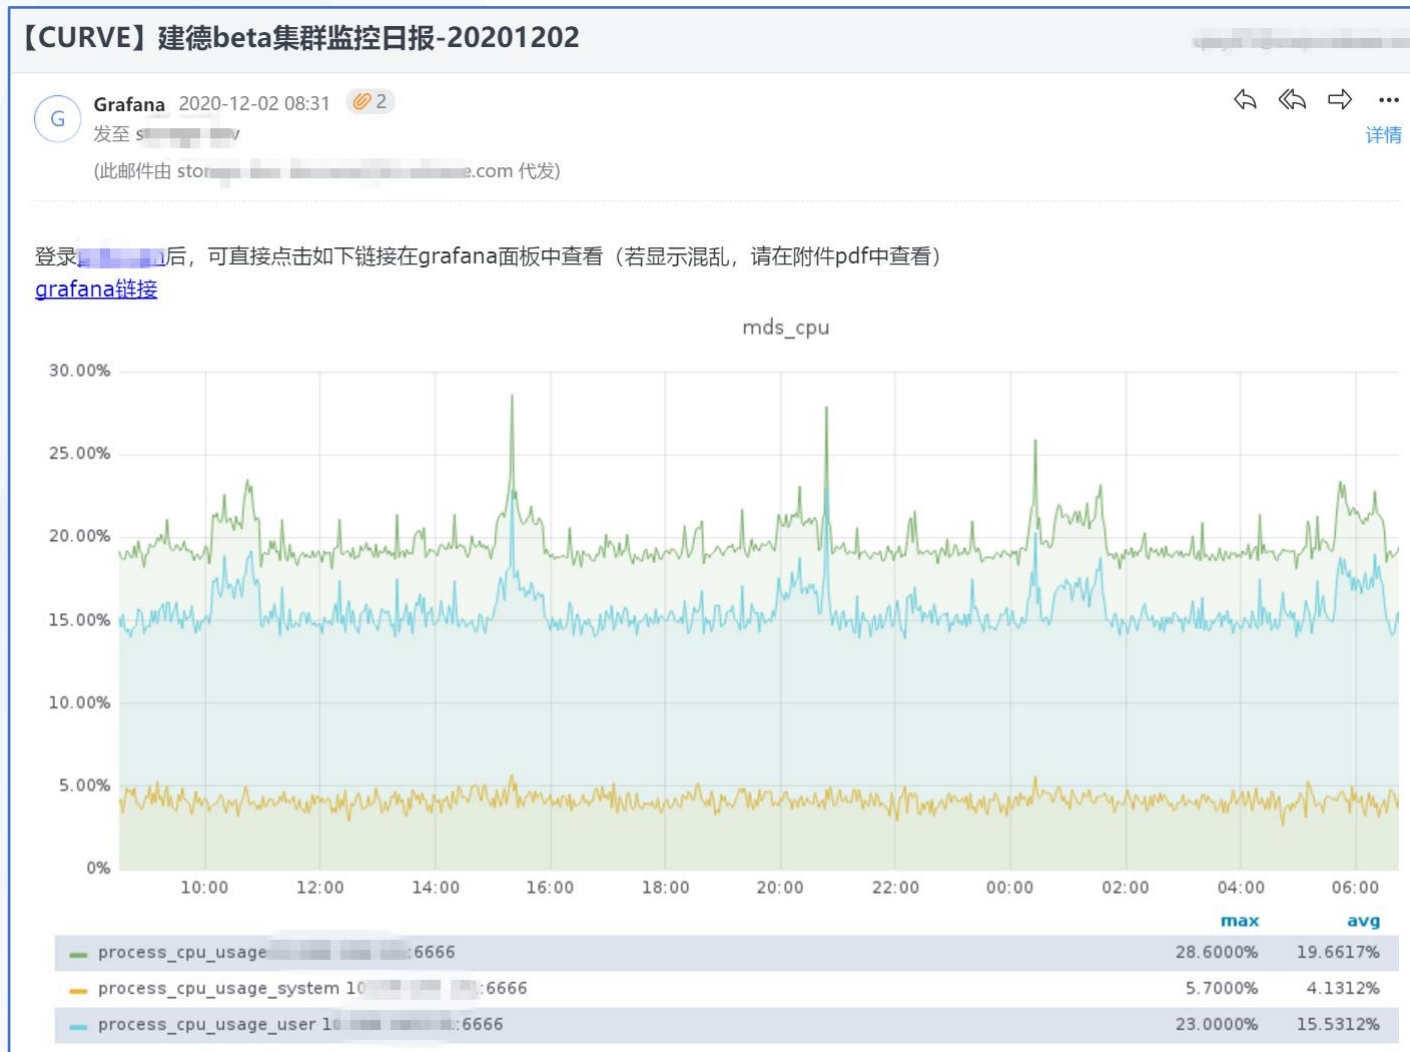 【CURVE】建德beta集群监控日报-20201202
G
Grafana 2020-12-02 08:31 2
发至
详情
(此邮件由 .com 代发)
登录后，可直接点击如下链接在grafana面板中查看（若显示混乱，请在附件pdf中查看）
grafana链接
mds_cpu
30.00%
25.00%
20.00%
15.00%
10.00%
5.00%
0%
10:00 12:00 14:00 16:00 18:00 20:00 22:00 00:00 02:00 04:00 06:00
max avg
process_cpu_usage :6666 28.6000% 19.6617%
process_cpu_usage_system 10 :6666 5.7000% 4.1312%
process_cpu_usage_user 10 :6666 23.0000% 15.5312%